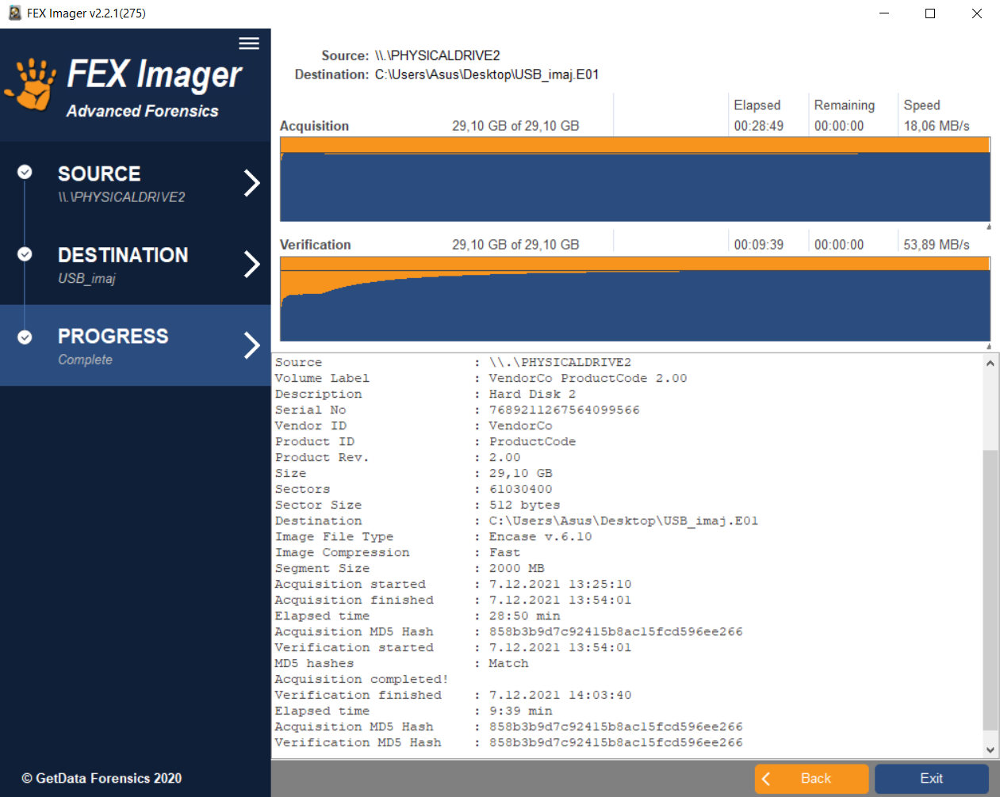 FEX Imager v2.2.1(275)
FEX Imager
Advanced Forensics
SOURCE
\\.\PHYSICALDRIVE2
DESTINATION
USB_imaj
PROGRESS
Complete
© GetData Forensics 2020
Source: \\.\PHYSICALDRIVE2
Destination: C:\Users\Asus\Desktop\USB_imaj.E01
Elapsed Remaining Speed
Acquisition 29,10 GB of 29,10 GB 00:28:49 00:00:00 18,06 MB/s
Verification 29,10 GB of 29,10 GB 00:09:39 00:00:00 53,89 MB/s
Source : \\.\PHYSICALDRIVE2
Volume Label : VendorCo ProductCode 2.00
Description : Hard Disk 2
Serial No : 7689211267564099566
Vendor ID : VendorCo
Product ID : ProductCode
Product Rev. : 2.00
Size : 29,10 GB
Sectors : 61030400
Sector Size : 512 bytes
Destination : C:\Users\Asus\Desktop\USB_imaj.E01
Image File Type : Encase v.6.10
Image Compression : Fast
Segment Size : 2000 MB
Acquisition started : 7.12.2021 13:25:10
Acquisition finished : 7.12.2021 13:54:01
Elapsed time : 28:50 min
Acquisition MD5 Hash : 858b3b9d7c92415b8ac15fcd596ee266
Verification started : 7.12.2021 13:54:01
MD5 hashes : Match
Acquisition completed!
Verification finished : 7.12.2021 14:03:40
Elapsed time : 9:39 min
Acquisition MD5 Hash : 858b3b9d7c92415b8ac15fcd596ee266
Verification MD5 Hash : 858b3b9d7c92415b8ac15fcd596ee266
Back Exit